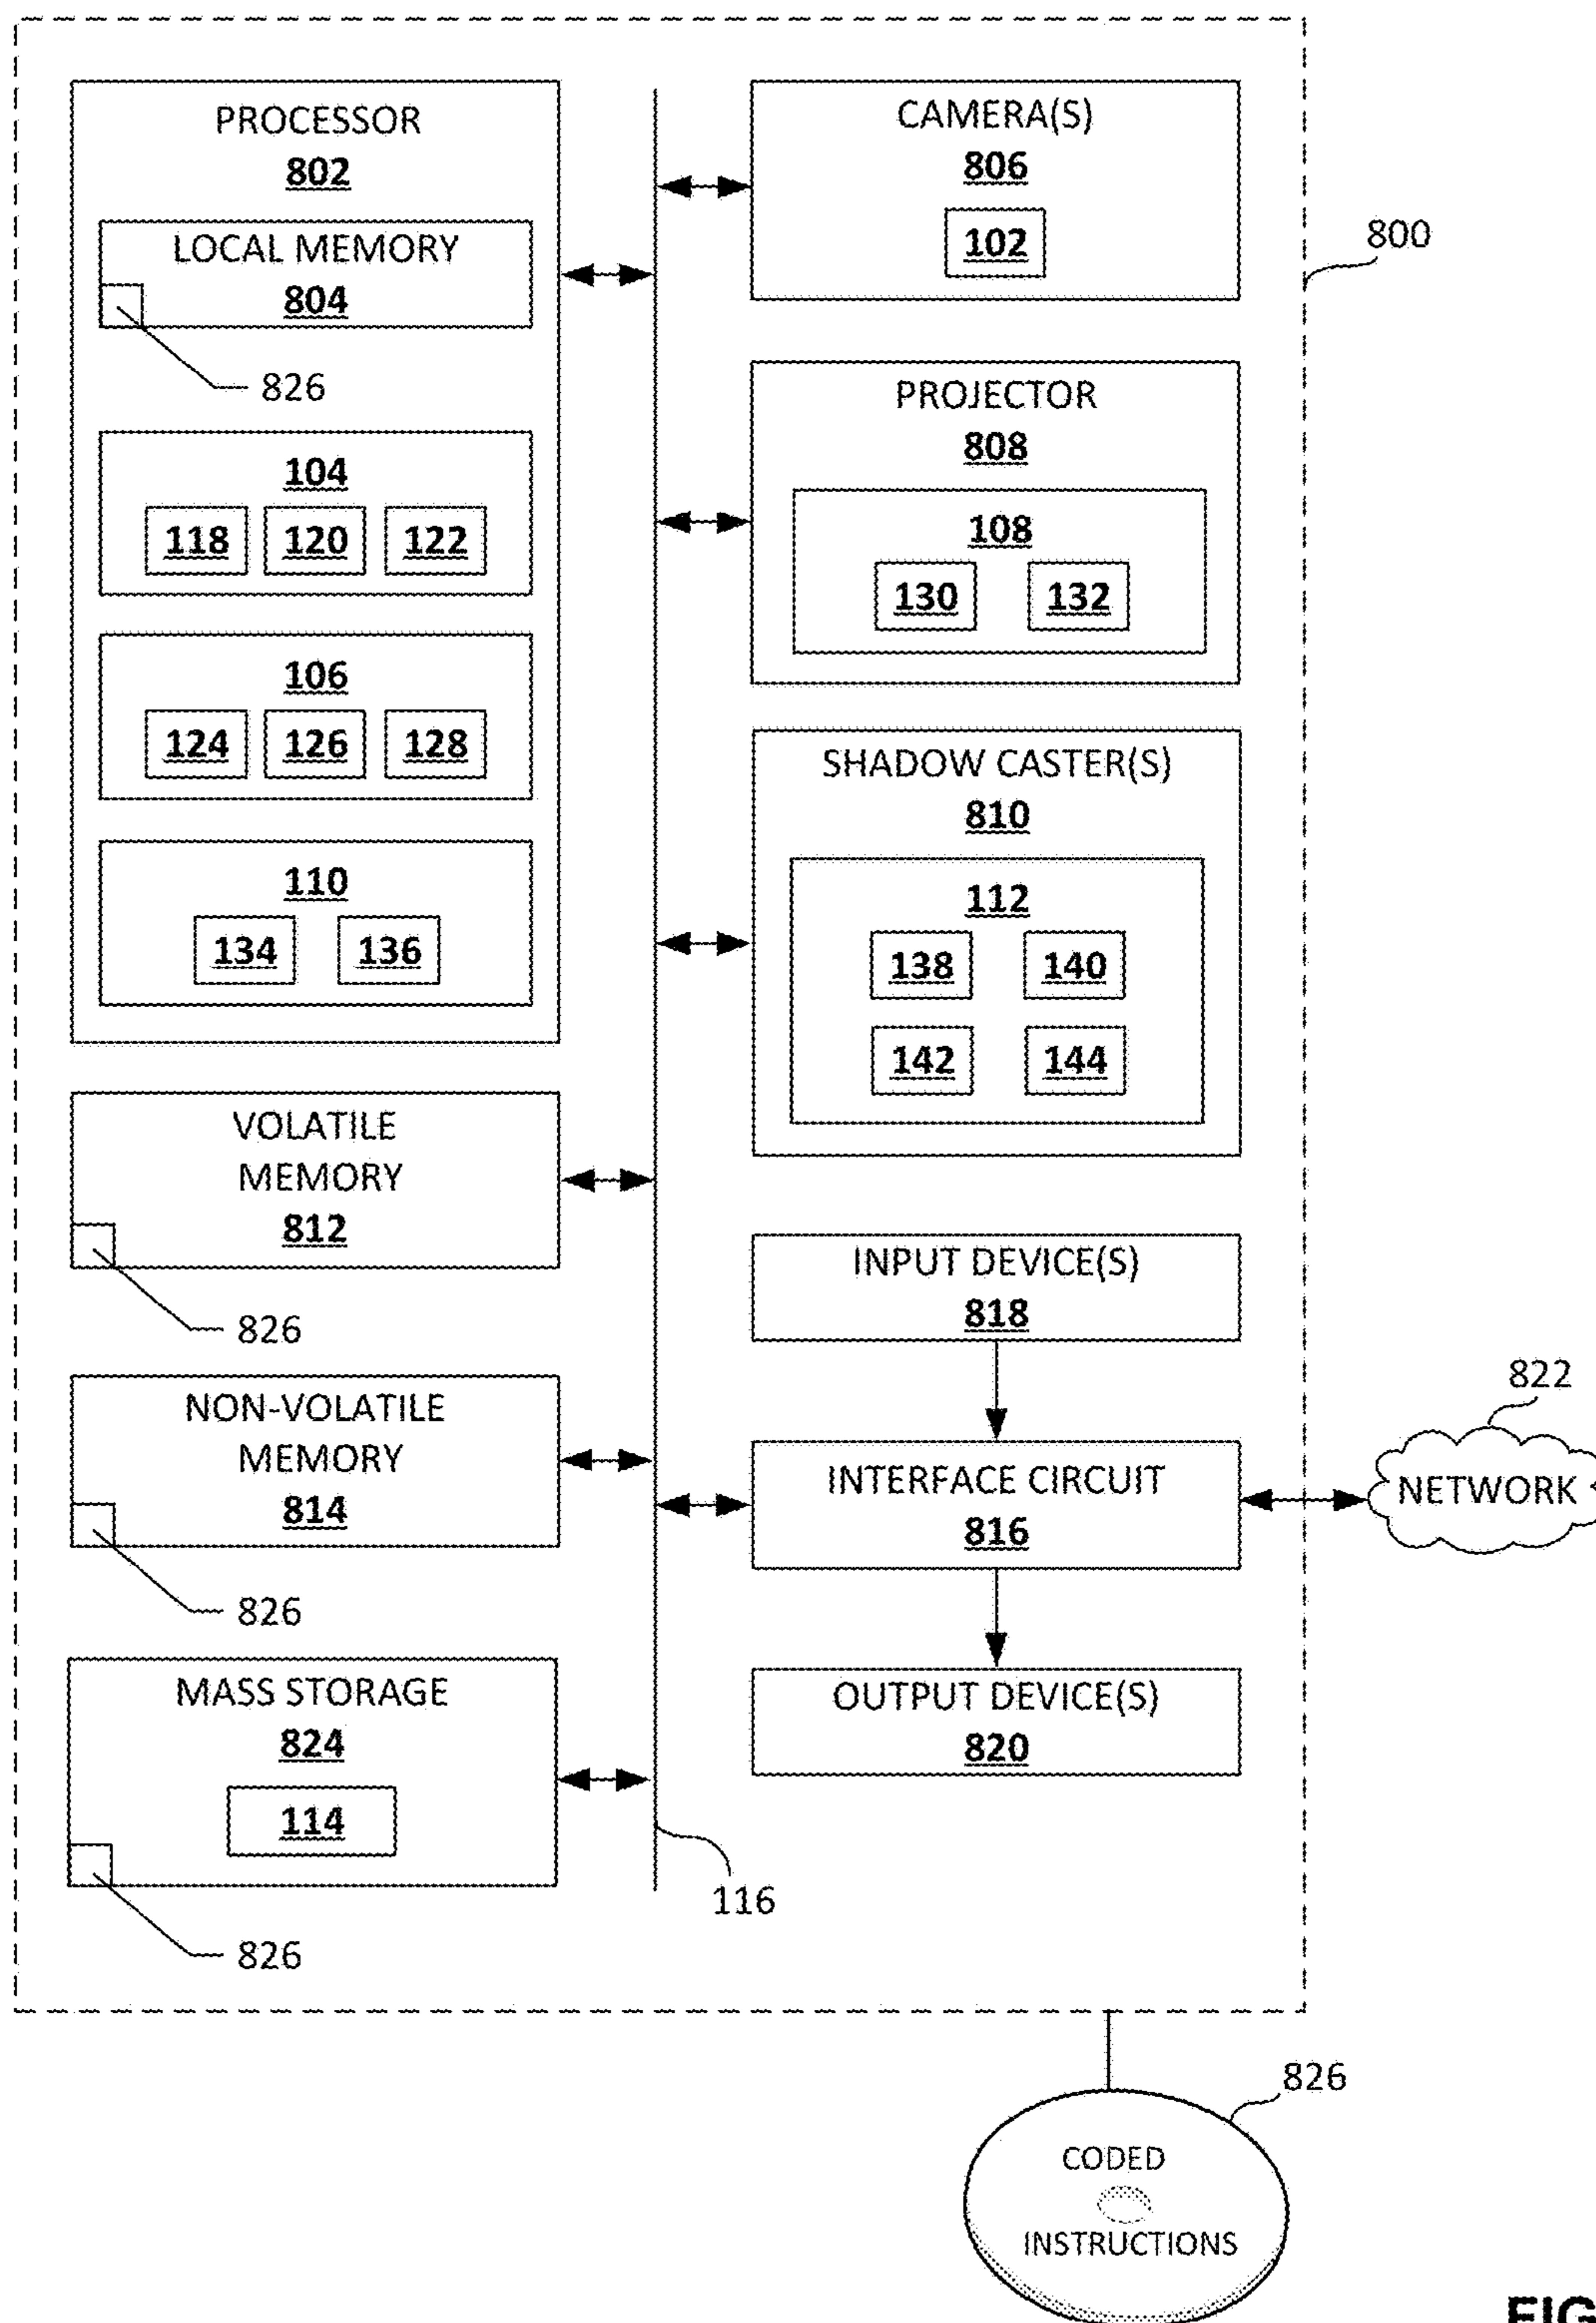 PROCESSOR
802
LOCAL MEMORY
804
826
104
118 120 122
106
124 126 128
110
134 136
VOLATILE
MEMORY
812
826
NON-VOLATILE
MEMORY
814
826
MASS STORAGE
824
114
826
116
CAMERA(S)
806
102
PROJECTOR
808
108
130 132
SHADOW CASTER(S)
810
112
138 140
142 144
INPUT DEVICE(S)
818
INTERFACE CIRCUIT
816
OUTPUT DEVICE(S)
820
800
822
NETWORK
826
CODED
INSTRUCTIONS
FIG